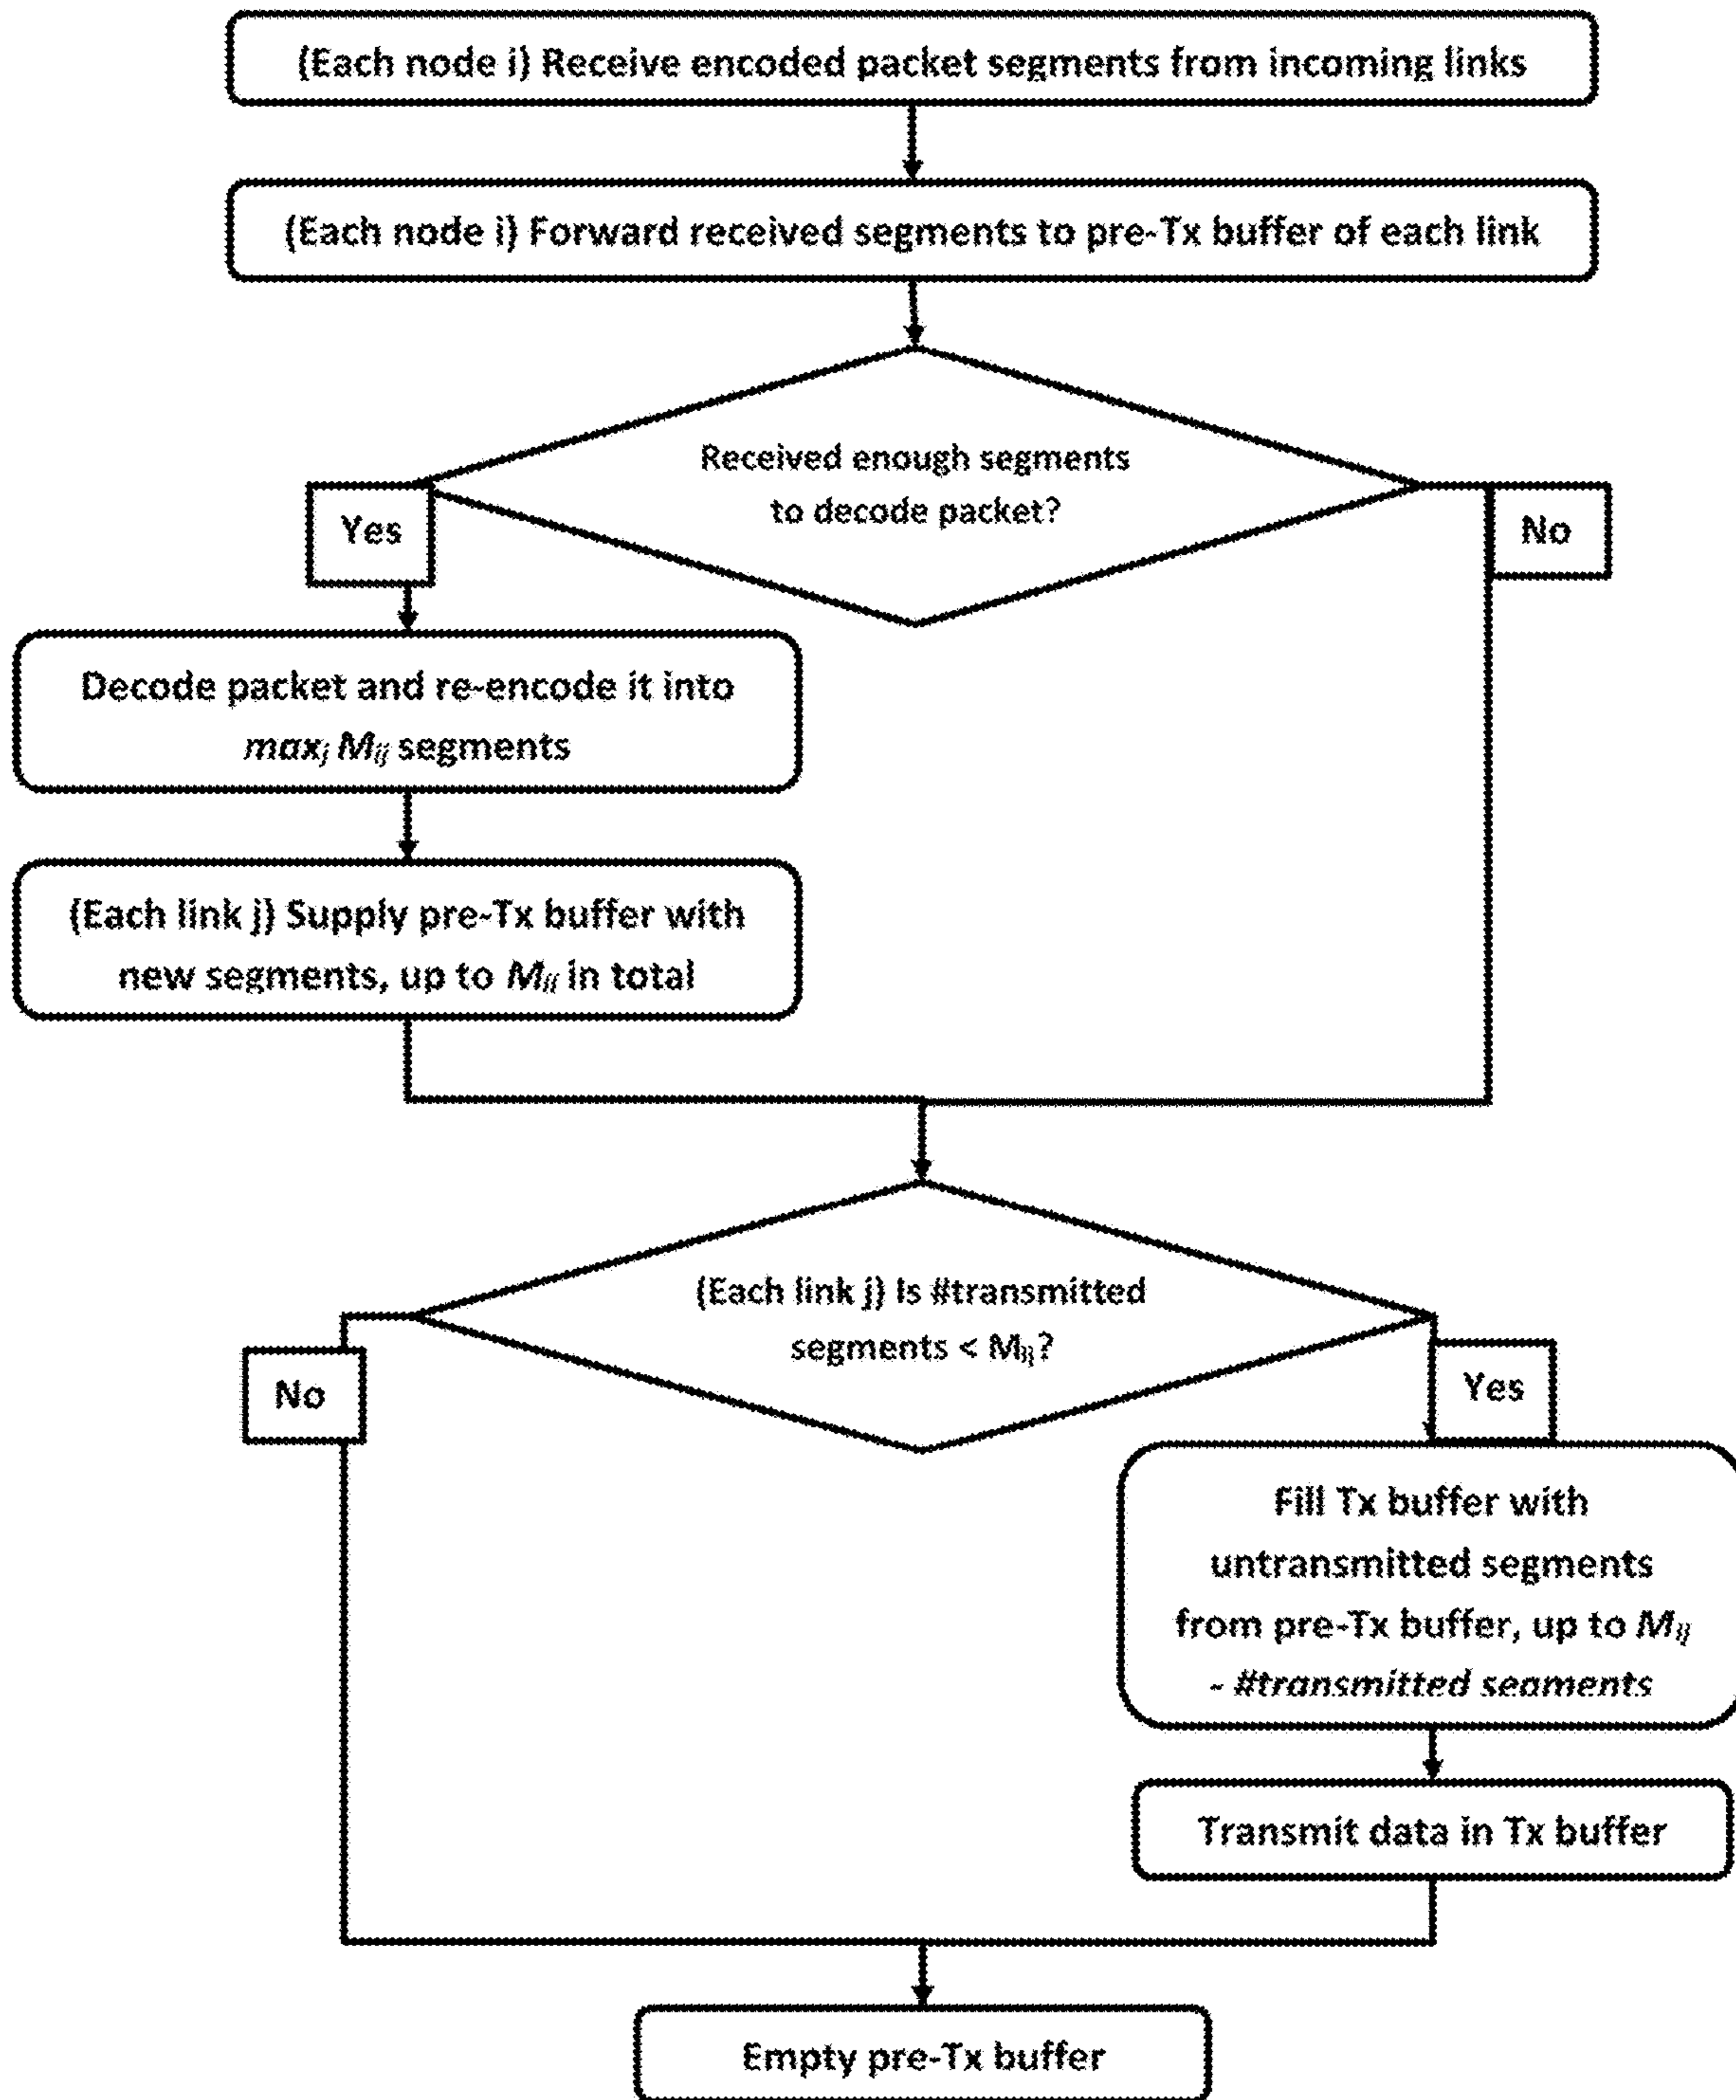 (Each node i) Receive encoded packet segments from incoming links
(Each node i) Forward received segments to pre-Tx buffer of each link
Received enough segments
to decode packet?
Yes
No
Decode packet and re-encode it into
maxⱼ Mᵢⱼ segments
(Each link j) Supply pre-Tx buffer with
new segments, up to Mᵢⱼ in total
(Each link j) Is #transmitted
segments < Mᵢⱼ?
No
Yes
Fill Tx buffer with
untransmitted segments
from pre-Tx buffer, up to Mᵢⱼ
- #transmitted segments
Transmit data in Tx buffer
Empty pre-Tx buffer